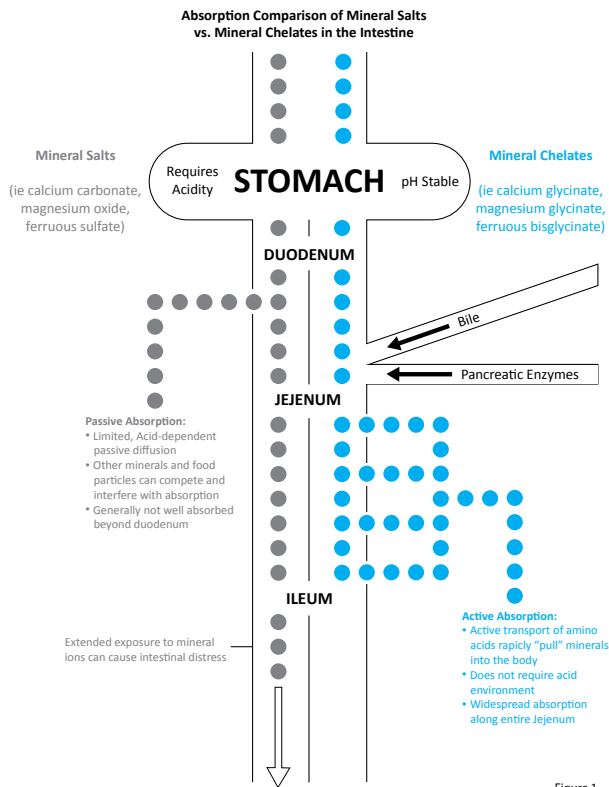 Absorption Comparison of Mineral Salts
vs. Mineral Chelates in the Intestine
Mineral Salts
(ie calcium carbonate,
magnesium oxide,
ferruous sulfate)
Requires
Acidity
STOMACH
pH Stable
Mineral Chelates
(ie calcium glycinate,
magnesium glycinate,
ferruous bisglycinate)
DUODENUM
Bile
Pancreatic Enzymes
JEJENUM
Passive Absorption:
• Limited, Acid-dependent
passive diffusion
• Other minerals and food
particles can compete and
interfere with absorption
• Generally not well absorbed
beyond duodenum
ILEUM
Extended exposure to mineral
ions can cause intestinal distress
Active Absorption:
• Active transport of amino
acids rapicly “pull” minerals
into the body
• Does not require acid
environment
• Widespread absorption
along entire Jejenum
Figure 1